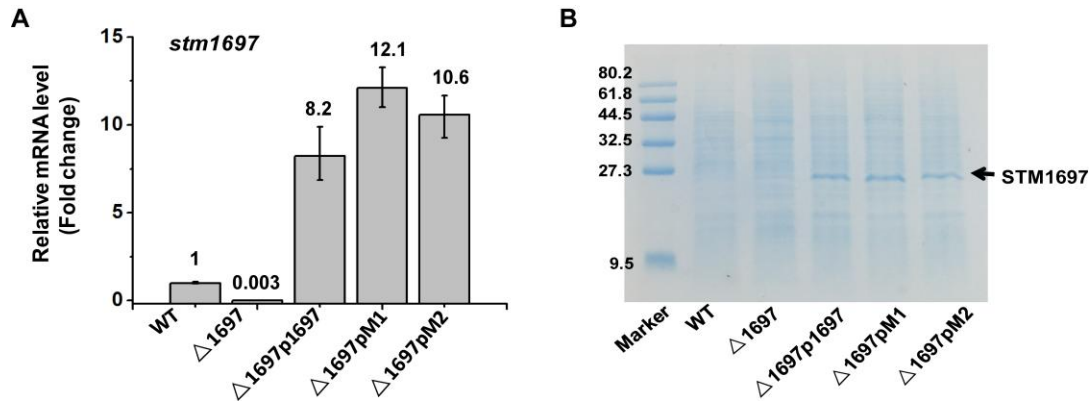 A
stm1697
Relative mRNA level
(Fold change)
15
10
5
0
1
0.003
8.2
12.1
10.6
WT
△1697
△1697p1697
△1697pM1
△1697pM2
B
80.2
61.8
44.5
32.5
27.3
9.5
STM1697
Marker
WT
△1697
△1697p1697
△1697pM1
△1697pM2